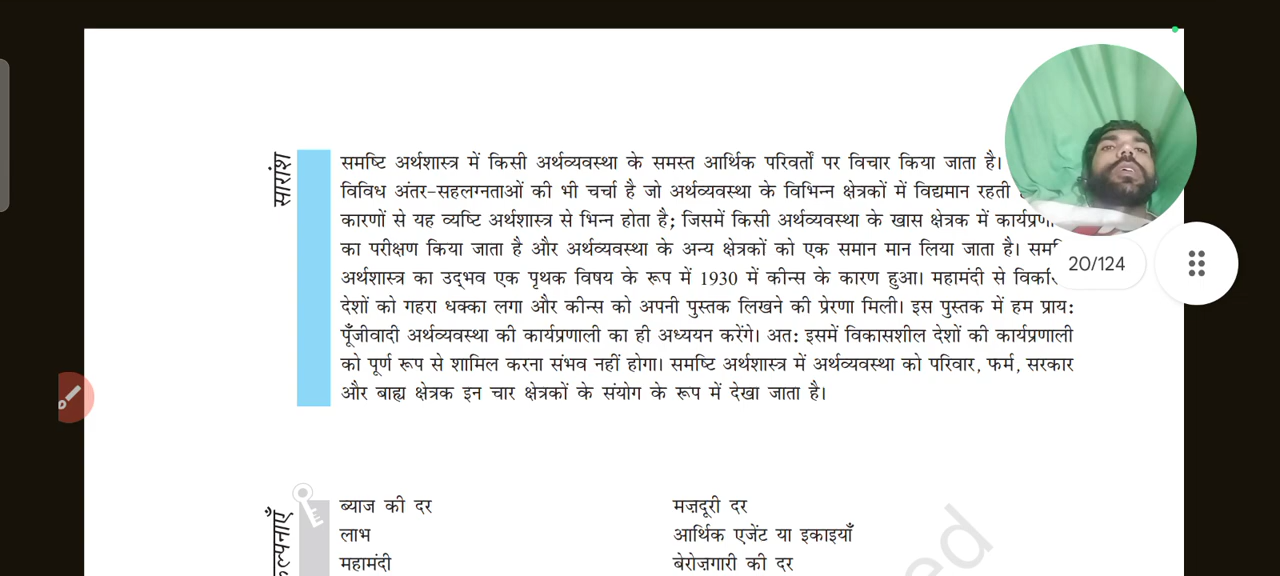 सारांश
समष्टि अर्थशास्त्र में किसी अर्थव्यवस्था के समस्त आर्थिक परिवर्तों पर विचार किया जाता है।
विविध अंतर-सहलग्नताओं की भी चर्चा है जो अर्थव्यवस्था के विभिन्न क्षेत्रकों में विद्यमान रहती
कारणों से यह व्यष्टि अर्थशास्त्र से भिन्न होता है; जिसमें किसी अर्थव्यवस्था के खास क्षेत्रक में
का परीक्षण किया जाता है और अर्थव्यवस्था के अन्य क्षेत्रकों को एक समान मान लिया जाता है।
अर्थशास्त्र का उद्भव एक पृथक विषय के रूप में 1930 में कीन्स के कारण हुआ। महामंदी से
देशों को गहरा धक्का लगा और कीन्स को अपनी पुस्तक लिखने की प्रेरणा मिली। इस पुस्तक में हम प्राय:
पूँजीवादी अर्थव्यवस्था की कार्यप्रणाली का ही अध्ययन करेंगे। अत: इसमें विकासशील देशों की कार्यप्रणाली
को पूर्ण रूप से शामिल करना संभव नहीं होगा। समष्टि अर्थशास्त्र में अर्थव्यवस्था को परिवार, फर्म, सरकार
और बाह्य क्षेत्रक इन चार क्षेत्रकों के संयोग के रूप में देखा जाता है।
20/124
ब्याज की दर
मज़दूरी दर
लाभ
आर्थिक एजेंट या इकाइयाँ
महामंदी
बेरोज़गारी की दर